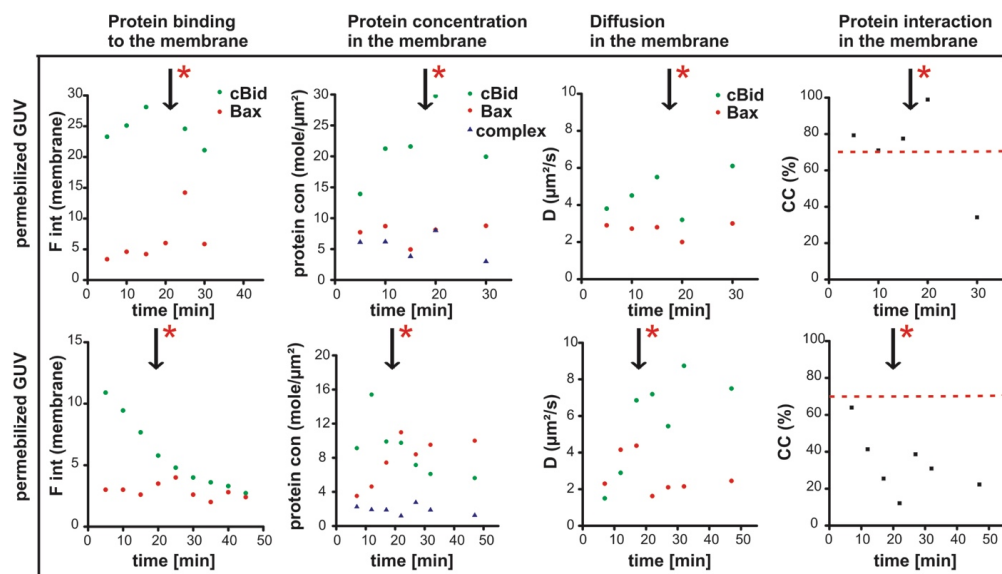 Protein binding
to the membrane
Protein concentration
in the membrane
Diffusion
in the membrane
Protein interaction
in the membrane
permebilized GUV
*
cBid
Bax
F int (membrane)
30
25
20
15
10
5
0
0 10 20 30 40
time [min]
*
cBid
Bax
complex
protein con (mole/µm²)
30
25
20
15
10
5
0
0 10 20 30
time [min]
*
cBid
Bax
D (µm²/s)
10
8
6
4
2
0
0 10 20 30
time [min]
*
CC (%)
100
80
60
40
20
0
0 10 20 30
time [min]
permebilized GUV
*
F int (membrane)
15
10
5
0
0 10 20 30 40 50
time [min]
*
protein con (mole/µm²)
20
16
12
8
4
0
0 10 20 30 40 50
time [min]
*
D (µm²/s)
10
8
6
4
2
0
0 10 20 30 40 50
time [min]
*
CC (%)
100
80
60
40
20
0
0 10 20 30 40 50
time [min]